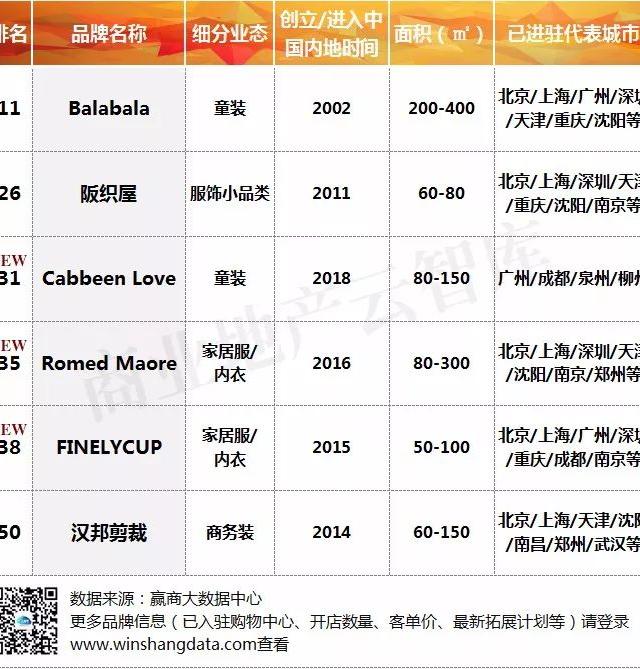 排名 品牌名称 细分业态 创立/进入中 面积（㎡） 已进驻代表城市
国内地时间
11 Balabala 童装 2002 200-400 北京/上海/广州/深圳
/天津/重庆/沈阳等
26 阪织屋 服饰小品类 2011 60-80 北京/上海/深圳/天津
/重庆/沈阳/南京等
NEW
31 Cabbeen Love 童装 2018 80-150 广州/成都/泉州/柳州
NEW
35 Romed Maore 家居服/ 2016 80-300 北京/上海/深圳/天津
内衣 /沈阳/南京/郑州等
NEW
38 FINELYCUP 家居服/ 2015 50-100 北京/上海/广州/深圳
内衣 /重庆/成都/南京等
50 汉邦剪裁 商务装 2014 60-150 北京/上海/天津/沈阳
/南昌/郑州/武汉等
商业地产云智库
数据来源：赢商大数据中心
更多品牌信息（已入驻购物中心、开店数量、客单价、最新拓展计划等）请登录
www.winshangdata.com查看